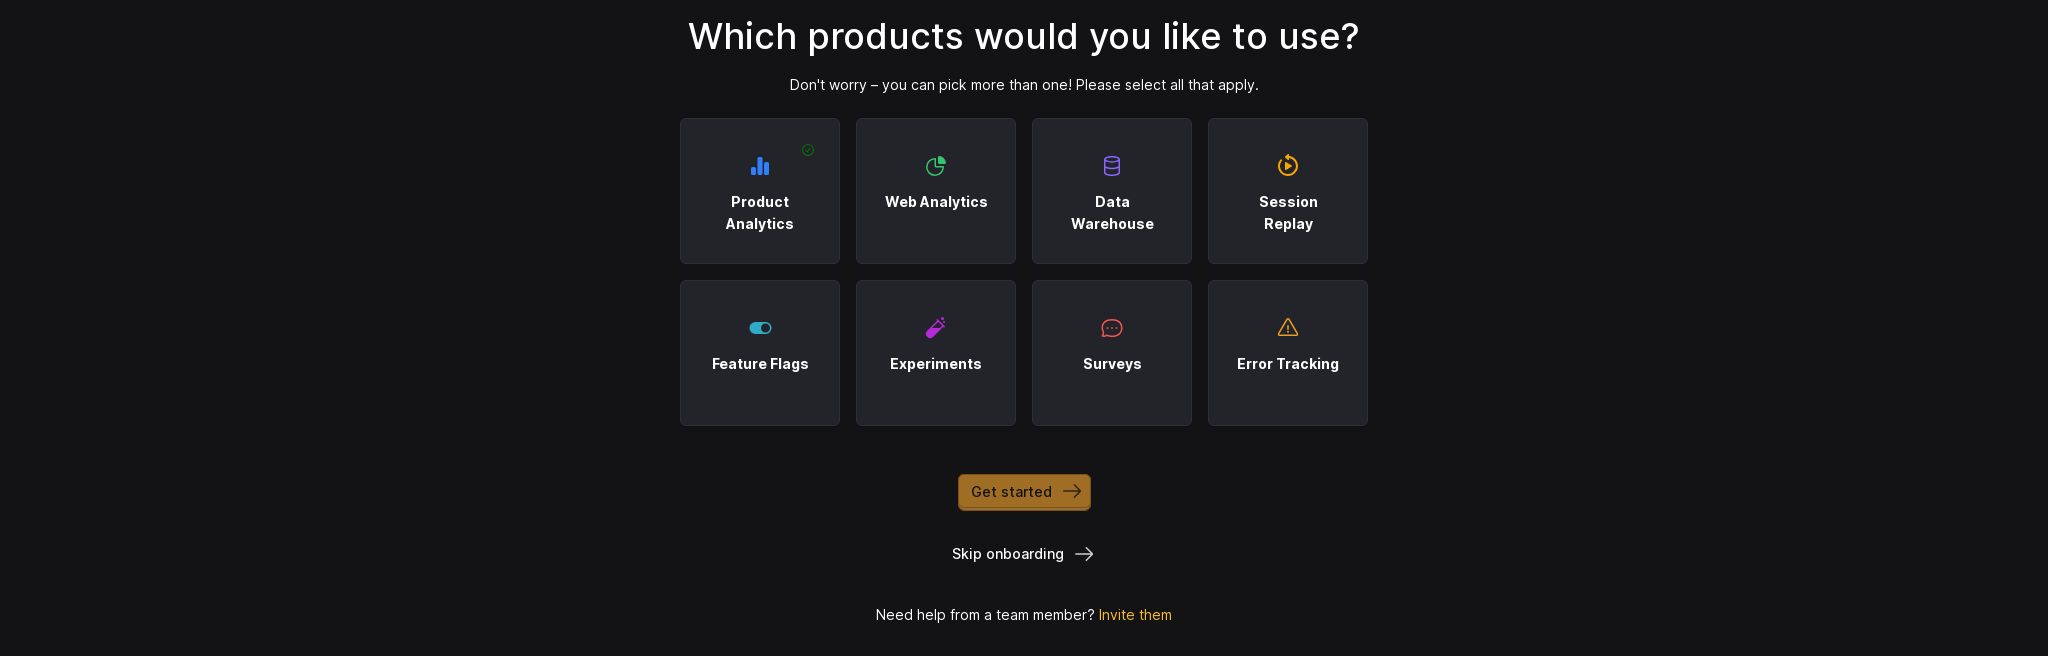 Which products would you like to use?
Don't worry – you can pick more than one! Please select all that apply.
Product
Analytics
Web Analytics
Data
Warehouse
Session
Replay
Feature Flags
Experiments
Surveys
Error Tracking
Get started
Skip onboarding
Need help from a team member? Invite them